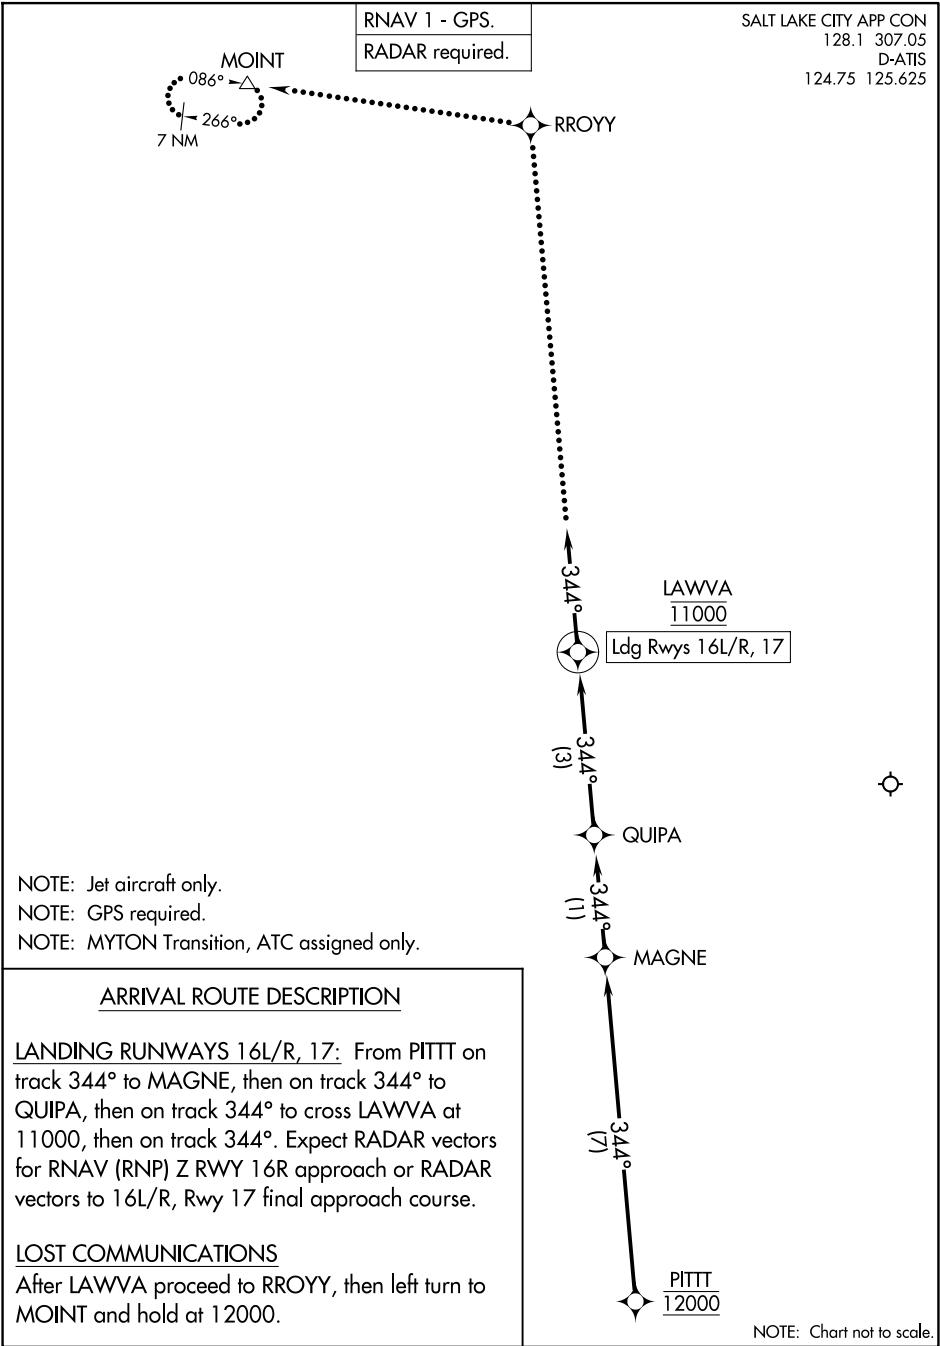 RNAV 1 - GPS.
RADAR required.
SALT LAKE CITY APP CON
128.1 307.05
D-ATIS
124.75 125.625
MOINT
086°
266°
7 NM
RROYY
344°
LAWVA
11000
Ldg Rwys 16L/R, 17
344°
(3)
QUIPA
344°
(1)
MAGNE
344°
(7)
PITTT
12000
NOTE: Jet aircraft only.
NOTE: GPS required.
NOTE: MYTON Transition, ATC assigned only.
ARRIVAL ROUTE DESCRIPTION
LANDING RUNWAYS 16L/R, 17: From PITTT on
track 344° to MAGNE, then on track 344° to
QUIPA, then on track 344° to cross LAWVA at
11000, then on track 344°. Expect RADAR vectors
for RNAV (RNP) Z RWY 16R approach or RADAR
vectors to 16L/R, Rwy 17 final approach course.
LOST COMMUNICATIONS
After LAWVA proceed to RROYY, then left turn to
MOINT and hold at 12000.
NOTE: Chart not to scale.